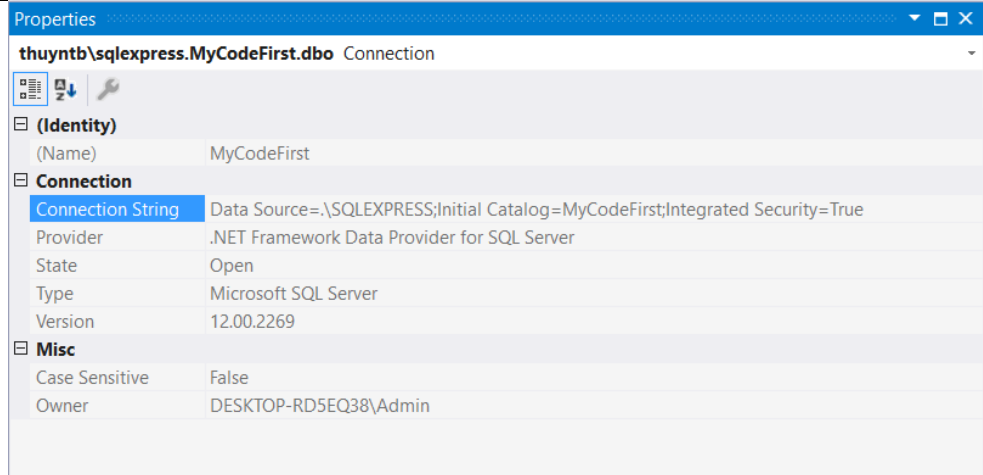 Properties
thuyntb\sqlexpress.MyCodeFirst.dbo Connection
(Identity)
(Name) MyCodeFirst
Connection
Connection String Data Source=.\SQLEXPRESS;Initial Catalog=MyCodeFirst;Integrated Security=True
Provider .NET Framework Data Provider for SQL Server
State Open
Type Microsoft SQL Server
Version 12.00.2269
Misc
Case Sensitive False
Owner DESKTOP-RD5EQ38\Admin